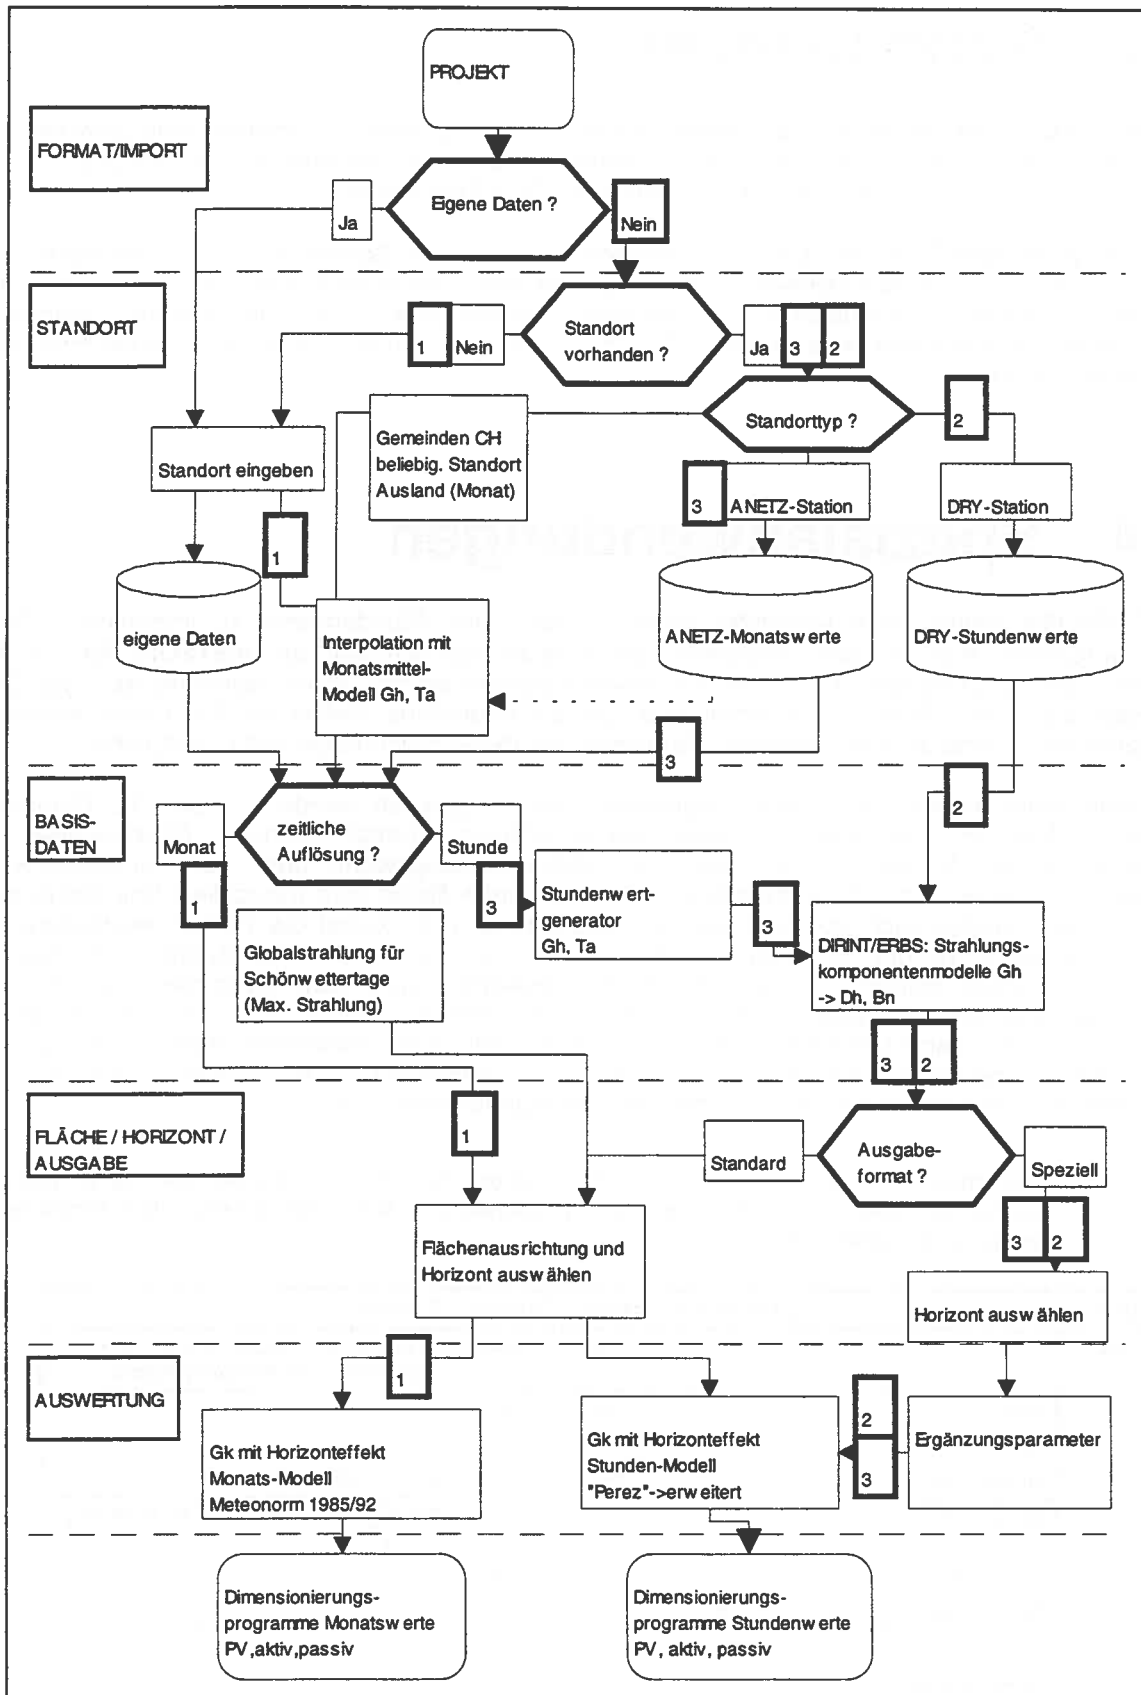 PROJEKT
FORMAT/IMPORT
Eigene Daten ?
Ja
Nein
STANDORT
1
Nein
Standort
vorhanden ?
Ja
3
2
Gemeinden CH
beliebig. Standort
Ausland (Monat)
Standorttyp ?
2
Standort eingeben
3
ANETZ-Station
DRY-Station
1
eigene Daten
Interpolation mit
Monatsmittel-
Modell Gh, Ta
ANETZ-Monatswerte
DRY-Stundenwerte
3
2
BASIS-
DATEN
Monat
zeitliche
Auflösung ?
Stunde
1
3
Stundenwert-
generator
Gh, Ta
3
Globalstrahlung für
Schönwettertage
(Max. Strahlung)
DIRINT/ERBS: Strahlungs-
komponentenmodelle Gh
-> Dh, Bn
3
2
FLÄCHE / HORIZONT /
AUSGABE
1
Standard
Ausgabe-
format ?
Speziell
3
2
Flächenausrichtung und
Horizont auswählen
Horizont auswählen
AUSWERTUNG
1
2
3
Gk mit Horizonteffekt
Monats-Modell
Meteonorm 1985/92
Gk mit Horizonteffekt
Stunden-Modell
"Perez"->erweitert
Ergänzungsparameter
Dimensionierungs-
programme Monatswerte
PV,aktiv,passiv
Dimensionierungs-
programme Stundenwerte
PV, aktiv, passiv